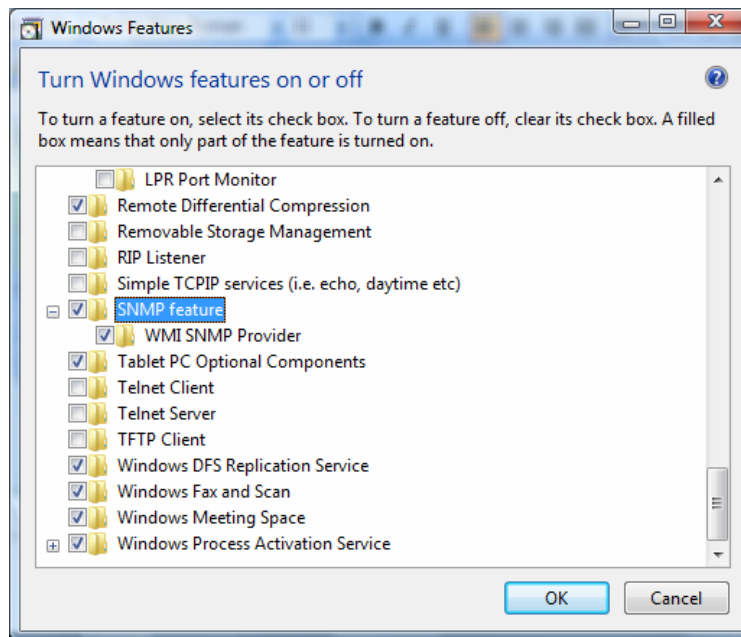 Windows Features
Turn Windows features on or off
To turn a feature on, select its check box. To turn a feature off, clear its check box. A filled
box means that only part of the feature is turned on.
LPR Port Monitor
Remote Differential Compression
Removable Storage Management
RIP Listener
Simple TCPIP services (i.e. echo, daytime etc)
SNMP feature
WMI SNMP Provider
Tablet PC Optional Components
Telnet Client
Telnet Server
TFTP Client
Windows DFS Replication Service
Windows Fax and Scan
Windows Meeting Space
Windows Process Activation Service
OK Cancel